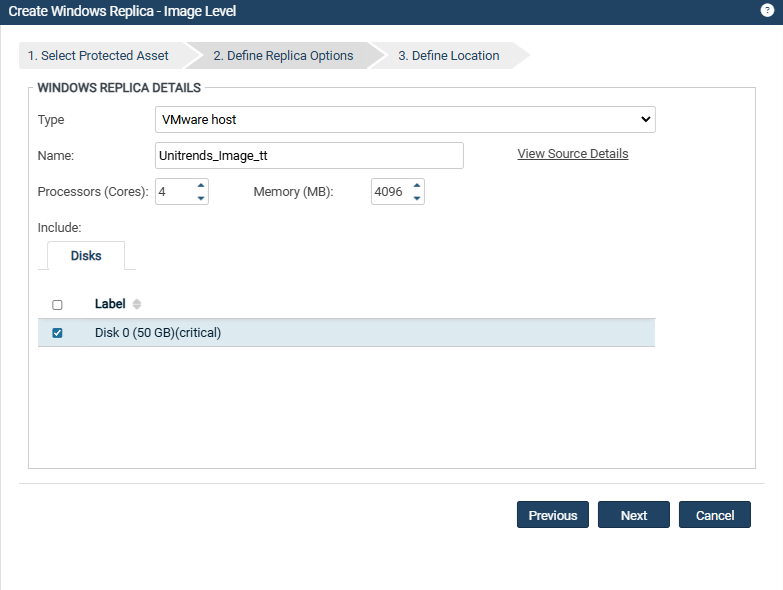 Create Windows Replica - Image Level
?
1. Select Protected Asset 2. Define Replica Options 3. Define Location
WINDOWS REPLICA DETAILS
Type VMware host
Name: Unitrends_Image_tt View Source Details
Processors (Cores): 4 Memory (MB): 4096
Include:
Disks
Label
Disk 0 (50 GB)(critical)
Previous Next Cancel